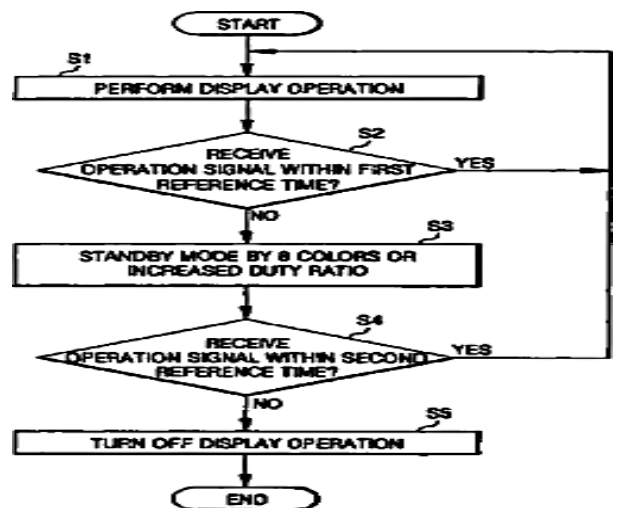 START
S1
PERFORM DISPLAY OPERATION
S2
RECEIVE
OPERATION SIGNAL WITHIN FIRST
REFERENCE TIME?
YES
NO
S3
STANDBY MODE BY 8 COLORS OR
INCREASED DUTY RATIO
S4
RECEIVE
OPERATION SIGNAL WITHIN SECOND
REFERENCE TIME?
YES
NO
S5
TURN OFF DISPLAY OPERATION
END